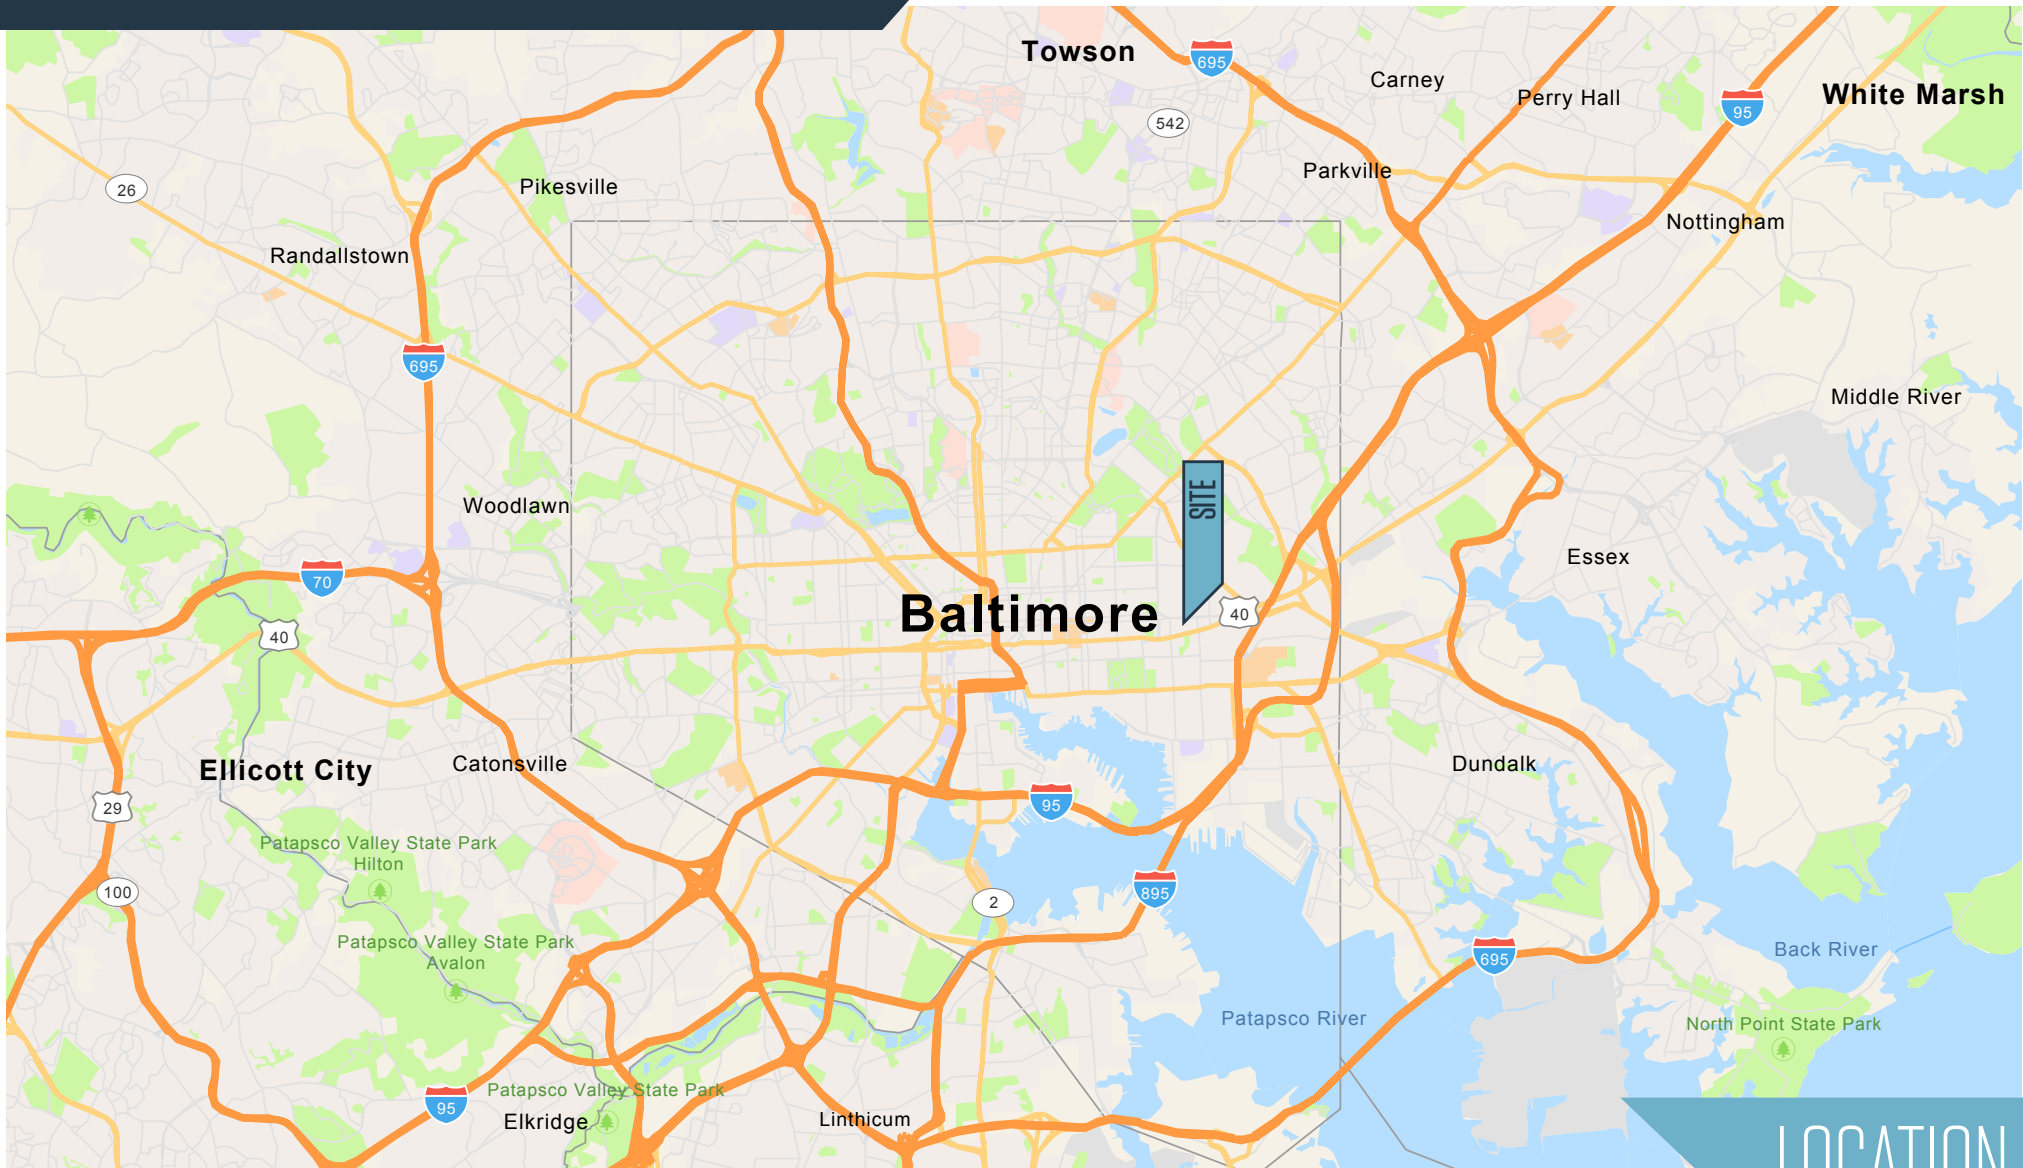 Towson
695
Carney
Perry Hall
White Marsh
95
542
Parkville
26
Pikesville
Nottingham
Randallstown
695
Middle River
SITE
Woodlawn
Essex
70
Baltimore
40
40
Ellicott City
Catonsville
Dundalk
29
95
Patapsco Valley State Park
Hilton
100
895
2
Patapsco Valley State Park
Avalon
695
Back River
Patapsco River
North Point State Park
Patapsco Valley State Park
95
Elkridge
Linthicum
LOCATION